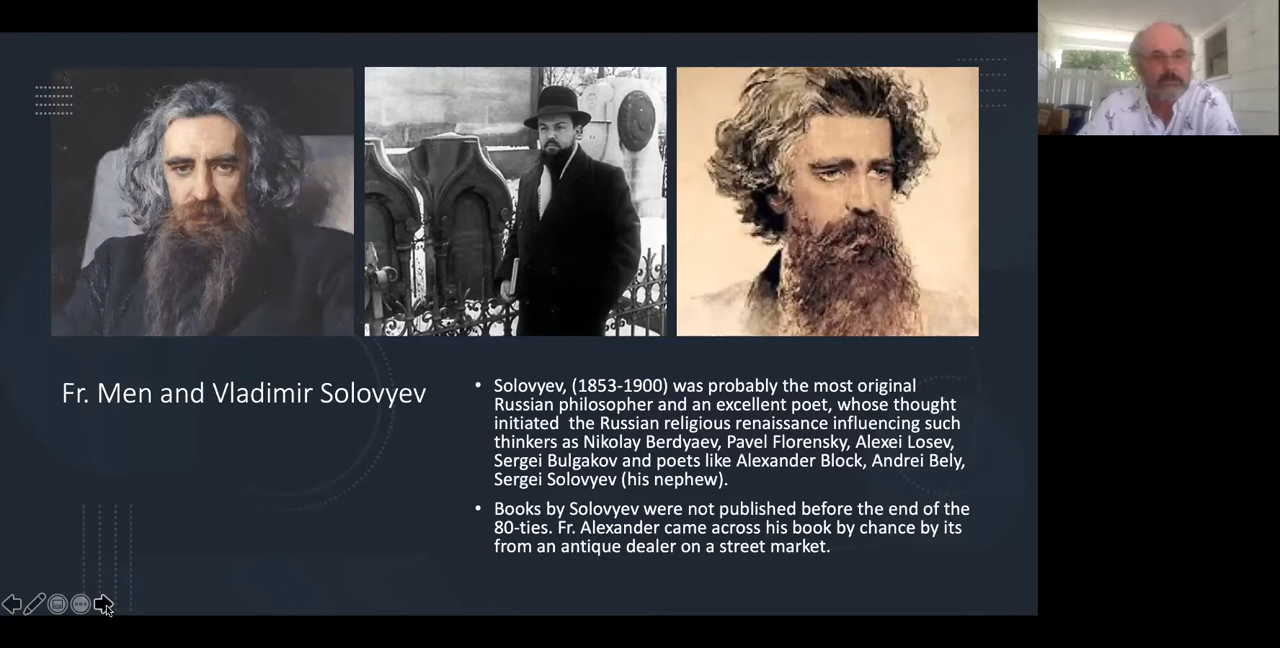 Fr. Men and Vladimir Solovyev
• Solovyev, (1853-1900) was probably the most original
Russian philosopher and an excellent poet, whose thought
initiated  the Russian religious renaissance influencing such
thinkers as Nikolay Berdyaev, Pavel Florensky, Alexei Losev,
Sergei Bulgakov and poets like Alexander Block, Andrei Bely,
Sergei Solovyev (his nephew).
• Books by Solovyev were not published before the end of the
80-ties. Fr. Alexander came across his book by chance by its
from an antique dealer on a street market.